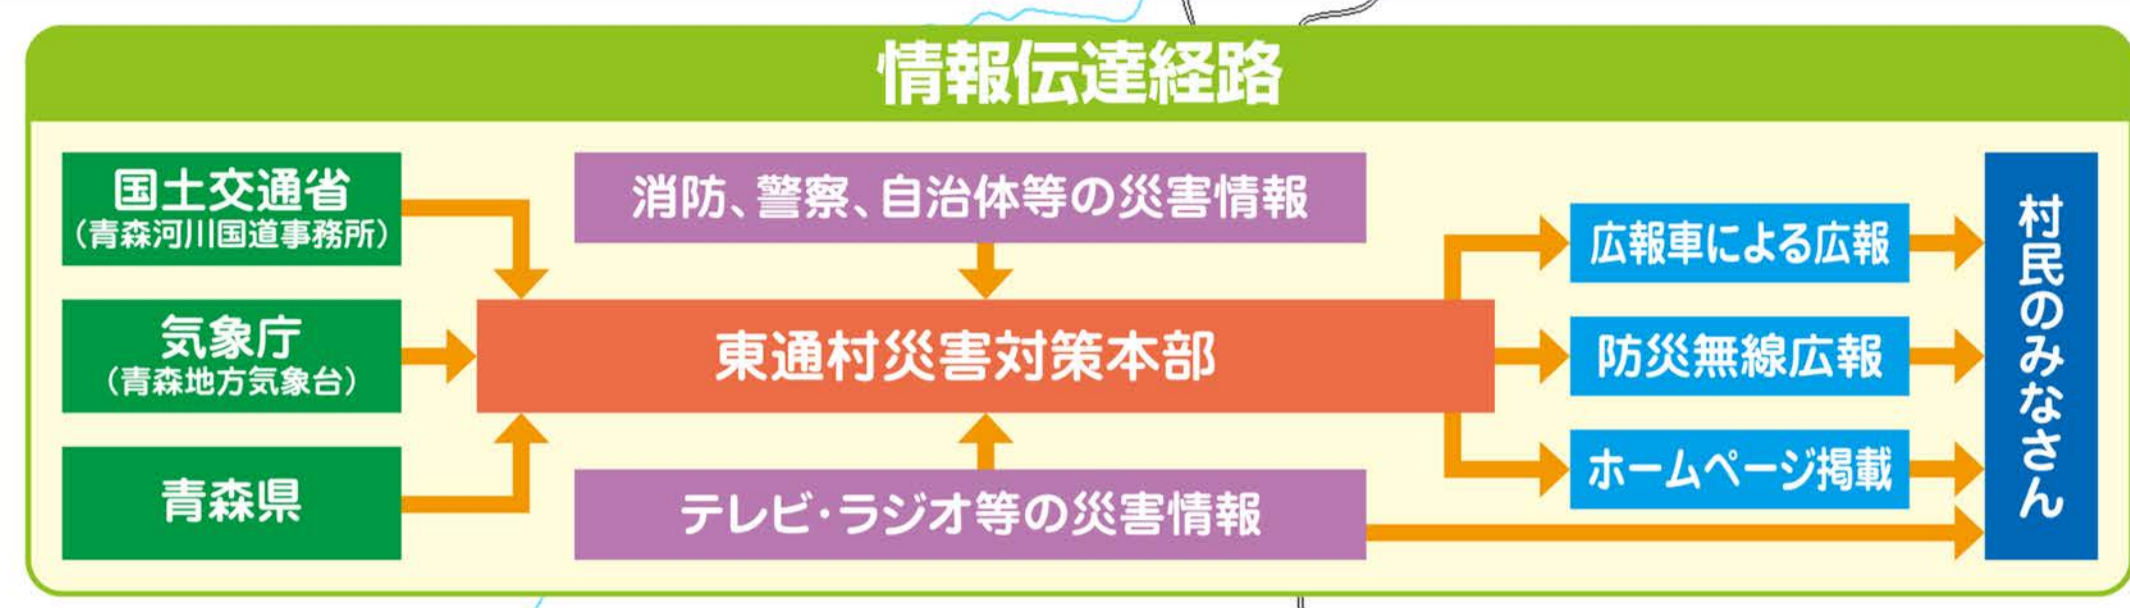 情報伝達経路
国土交通省
（青森河川国道事務所）
気象庁
（青森地方気象台）
青森県
消防、警察、自治体等の災害情報
東通村災害対策本部
テレビ・ラジオ等の災害情報
広報車による広報
防災無線広報
ホームページ掲載
村民のみなさん